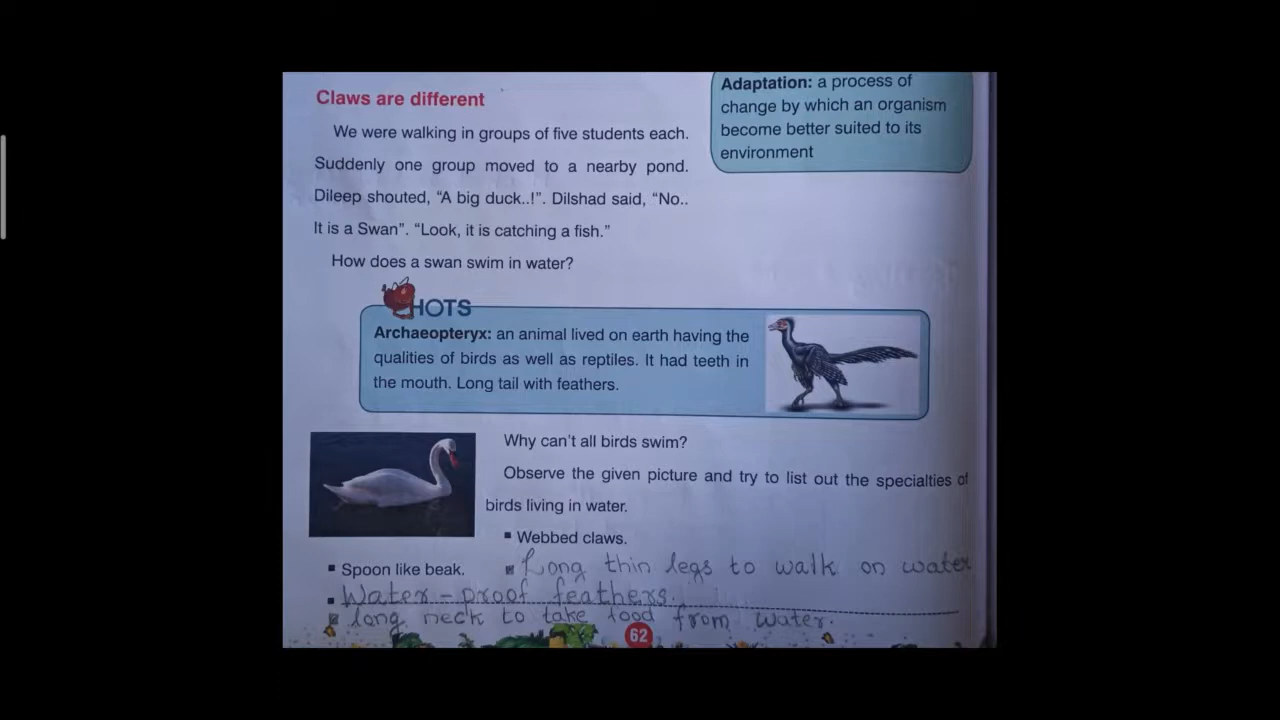 Claws are different
We were walking in groups of five students each.
Suddenly one group moved to a nearby pond.
Dileep shouted, “A big duck..!”. Dilshad said, “No..
It is a Swan”. “Look, it is catching a fish.”
How does a swan swim in water?
Adaptation: a process of
change by which an organism
become better suited to its
environment
HOTS
Archaeopteryx: an animal lived on earth having the
qualities of birds as well as reptiles. It had teeth in
the mouth. Long tail with feathers.
Why can't all birds swim?
Observe the given picture and try to list out the specialties of
birds living in water.
▪ Webbed claws.
▪ Spoon like beak.
▪ Long thin legs to walk on water
▪ Water-proof feathers.
▪ long neck to take food from water.
62